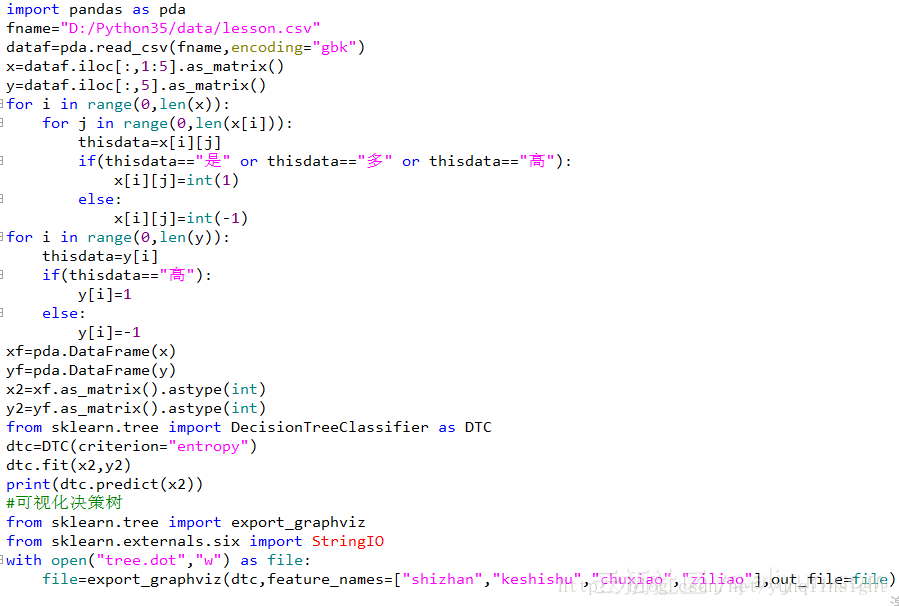 import pandas as pda
fname="D:/Python35/data/lesson.csv"
dataf=pda.read_csv(fname,encoding="gbk")
x=dataf.iloc[:,1:5].as_matrix()
y=dataf.iloc[:,5].as_matrix()
for i in range(0,len(x)):
    for j in range(0,len(x[i])):
        thisdata=x[i][j]
        if(thisdata=="是" or thisdata=="多" or thisdata=="高"):
            x[i][j]=int(1)
        else:
            x[i][j]=int(-1)
for i in range(0,len(y)):
    thisdata=y[i]
    if(thisdata=="高"):
        y[i]=1
    else:
        y[i]=-1
xf=pda.DataFrame(x)
yf=pda.DataFrame(y)
x2=xf.as_matrix().astype(int)
y2=yf.as_matrix().astype(int)
from sklearn.tree import DecisionTreeClassifier as DTC
dtc=DTC(criterion="entropy")
dtc.fit(x2,y2)
print(dtc.predict(x2))
#可视化决策树
from sklearn.tree import export_graphviz
from sklearn.externals.six import StringIO
with open("tree.dot","w") as file:
    file=export_graphviz(dtc,feature_names=["shizhan","keshishu","chuxiao","ziliao"],out_file=file)